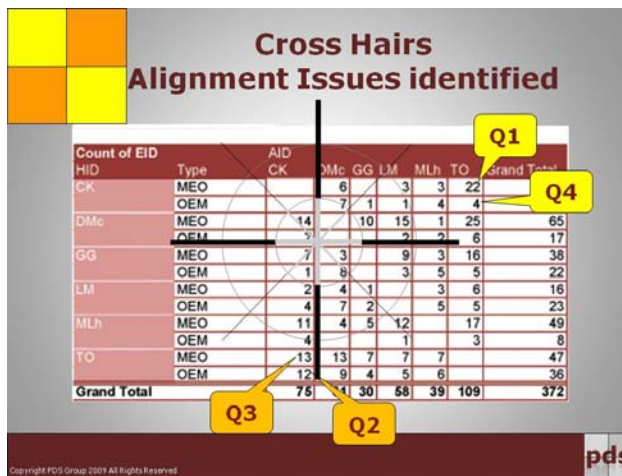 Cross Hairs
Alignment Issues identified
Q1
Count of EID AID
HID Type CK DMc GG LM MLh TO Grand Total
CK MEO 6 3 3 22
Q4
OEM 7 1 1 4 4
DMc MEO 14 10 15 1 25 65
OEM 2 2 6 17
GG MEO 7 3 9 3 16 38
OEM 1 8 3 5 5 22
LM MEO 2 4 1 3 6 16
OEM 4 7 2 5 5 23
MLh MEO 11 4 5 12 17 49
OEM 4 1 3 8
TO MEO 13 13 7 7 7 47
OEM 12 9 4 5 6 36
Grand Total 75 30 58 39 109 372
Q3
Q2
pds
Copyright PDS Group 2009 All Rights Reserved